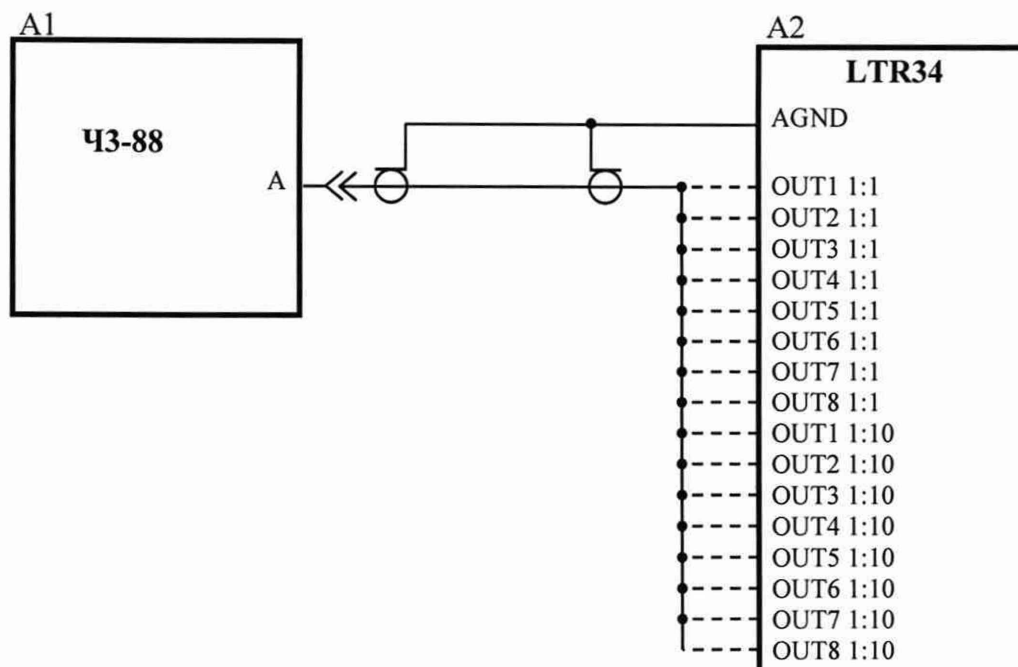 A1
A2
LTR34
Ч3-88
AGND
A
OUT1 1:1
OUT2 1:1
OUT3 1:1
OUT4 1:1
OUT5 1:1
OUT6 1:1
OUT7 1:1
OUT8 1:1
OUT1 1:10
OUT2 1:10
OUT3 1:10
OUT4 1:10
OUT5 1:10
OUT6 1:10
OUT7 1:10
OUT8 1:10